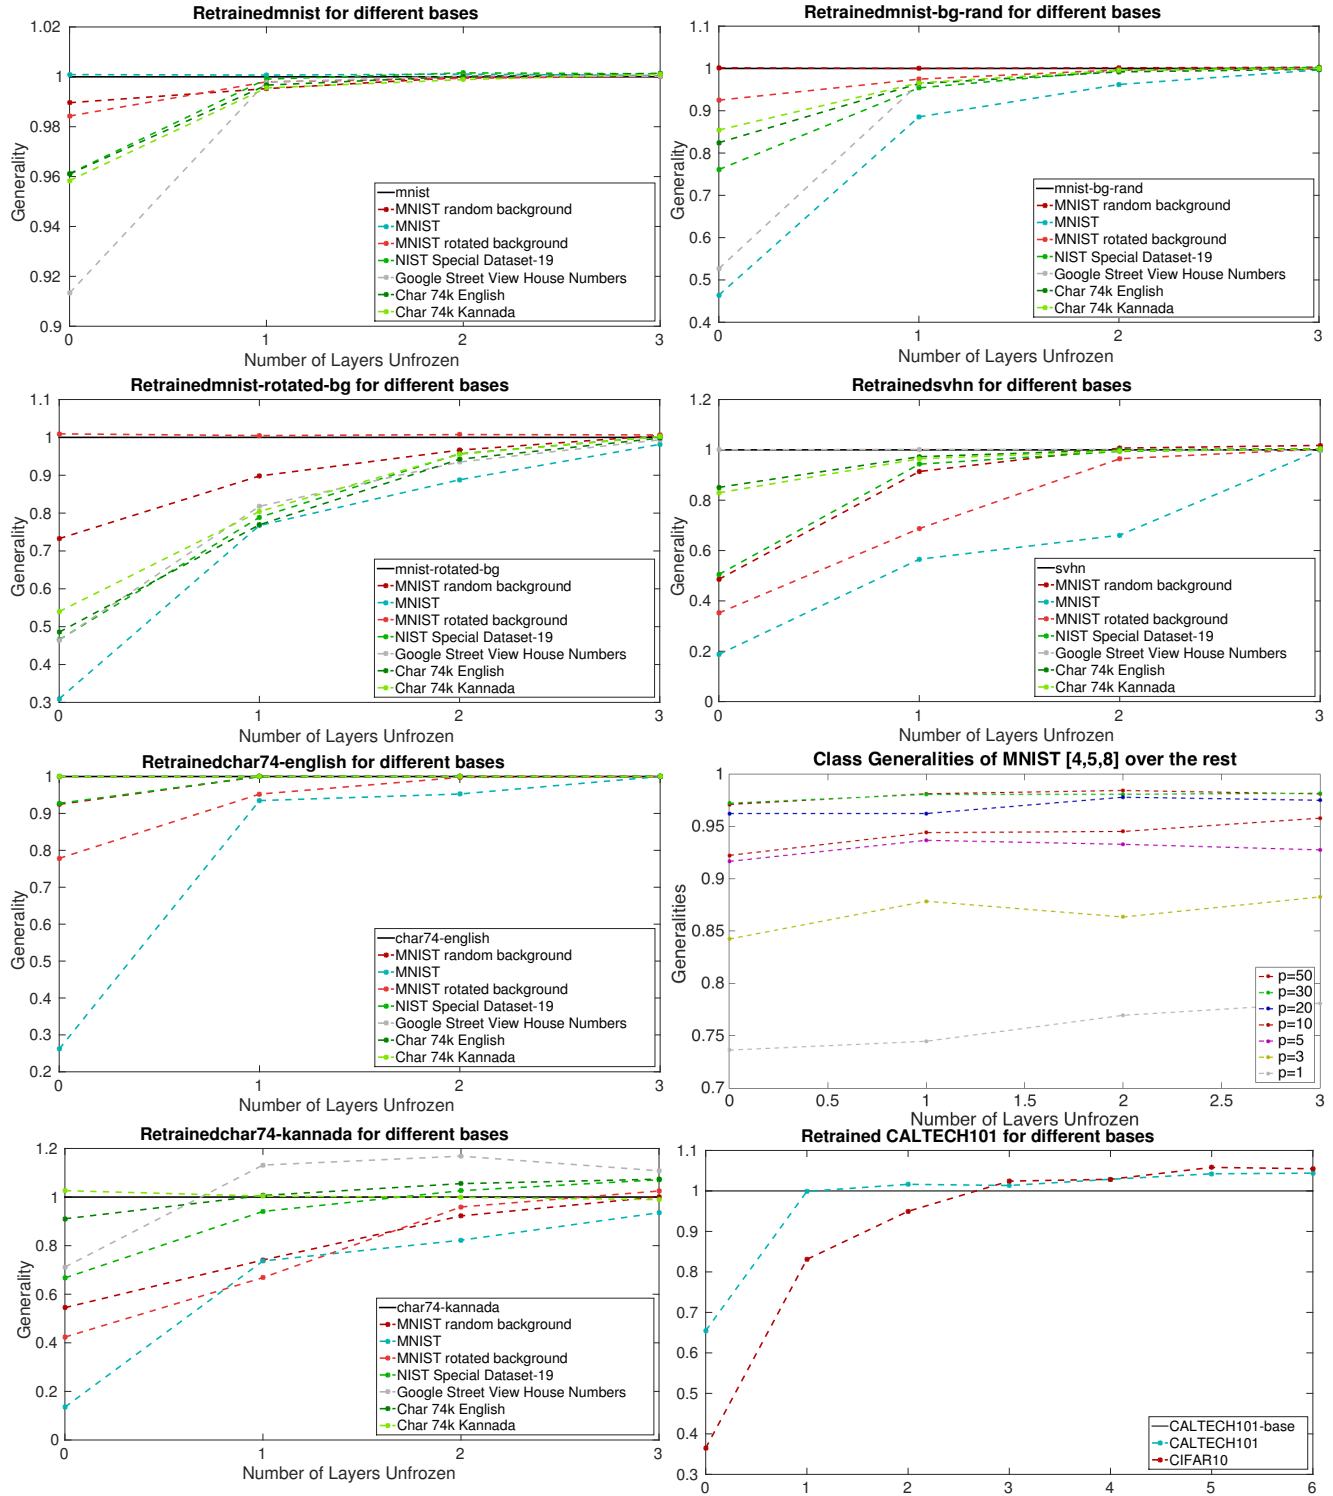 Retrainedmnist for different bases
1.02
1
0.98
0.96
0.94
0.92
0.9
Generality
mnist
MNIST random background
MNIST
MNIST rotated background
NIST Special Dataset-19
Google Street View House Numbers
Char 74k English
Char 74k Kannada
0 1 2 3
Number of Layers Unfrozen
Retrainedmnist-bg-rand for different bases
1.1
1
0.9
0.8
0.7
0.6
0.5
0.4
Generality
mnist-bg-rand
MNIST random background
MNIST
MNIST rotated background
NIST Special Dataset-19
Google Street View House Numbers
Char 74k English
Char 74k Kannada
0 1 2 3
Number of Layers Unfrozen
Retrainedmnist-rotated-bg for different bases
1.1
1
0.9
0.8
0.7
0.6
0.5
0.4
0.3
Generality
mnist-rotated-bg
MNIST random background
MNIST
MNIST rotated background
NIST Special Dataset-19
Google Street View House Numbers
Char 74k English
Char 74k Kannada
0 1 2 3
Number of Layers Unfrozen
Retrainedsvhn for different bases
1.2
1
0.8
0.6
0.4
0.2
0
Generality
svhn
MNIST random background
MNIST
MNIST rotated background
NIST Special Dataset-19
Google Street View House Numbers
Char 74k English
Char 74k Kannada
0 1 2 3
Number of Layers Unfrozen
Retrainedchar74-english for different bases
1
0.9
0.8
0.7
0.6
0.5
0.4
0.3
0.2
Generality
char74-english
MNIST random background
MNIST
MNIST rotated background
NIST Special Dataset-19
Google Street View House Numbers
Char 74k English
Char 74k Kannada
0 1 2 3
Number of Layers Unfrozen
Class Generalities of MNIST [4,5,8] over the rest
1
0.95
0.9
0.85
0.8
0.75
0.7
Generalities
p=50
p=30
p=20
p=10
p=5
p=3
p=1
0 0.5 1 1.5 2 2.5 3
Number of Layers Unfrozen
Retrainedchar74-kannada for different bases
1.2
1
0.8
0.6
0.4
0.2
0
Generality
char74-kannada
MNIST random background
MNIST
MNIST rotated background
NIST Special Dataset-19
Google Street View House Numbers
Char 74k English
Char 74k Kannada
0 1 2 3
Number of Layers Unfrozen
Retrained CALTECH101 for different bases
1.1
1
0.9
0.8
0.7
0.6
0.5
0.4
0.3
CALTECH101-base
CALTECH101
CIFAR10
0 1 2 3 4 5 6